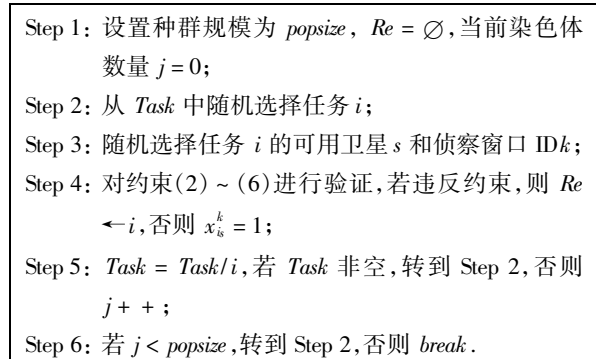 Step 1: 设置种群规模为 popsize, Re = ∅,当前染色体
数量 j = 0;
Step 2: 从 Task 中随机选择任务 i;
Step 3: 随机选择任务 i 的可用卫星 s 和侦察窗口 IDk;
Step 4: 对约束(2) ~ (6)进行验证,若违反约束,则 Re
←i,否则 x_{is}^{k} = 1;
Step 5: Task = Task/i,若 Task 非空,转到 Step 2,否则
j + + ;
Step 6: 若 j < popsize,转到 Step 2,否则 break.